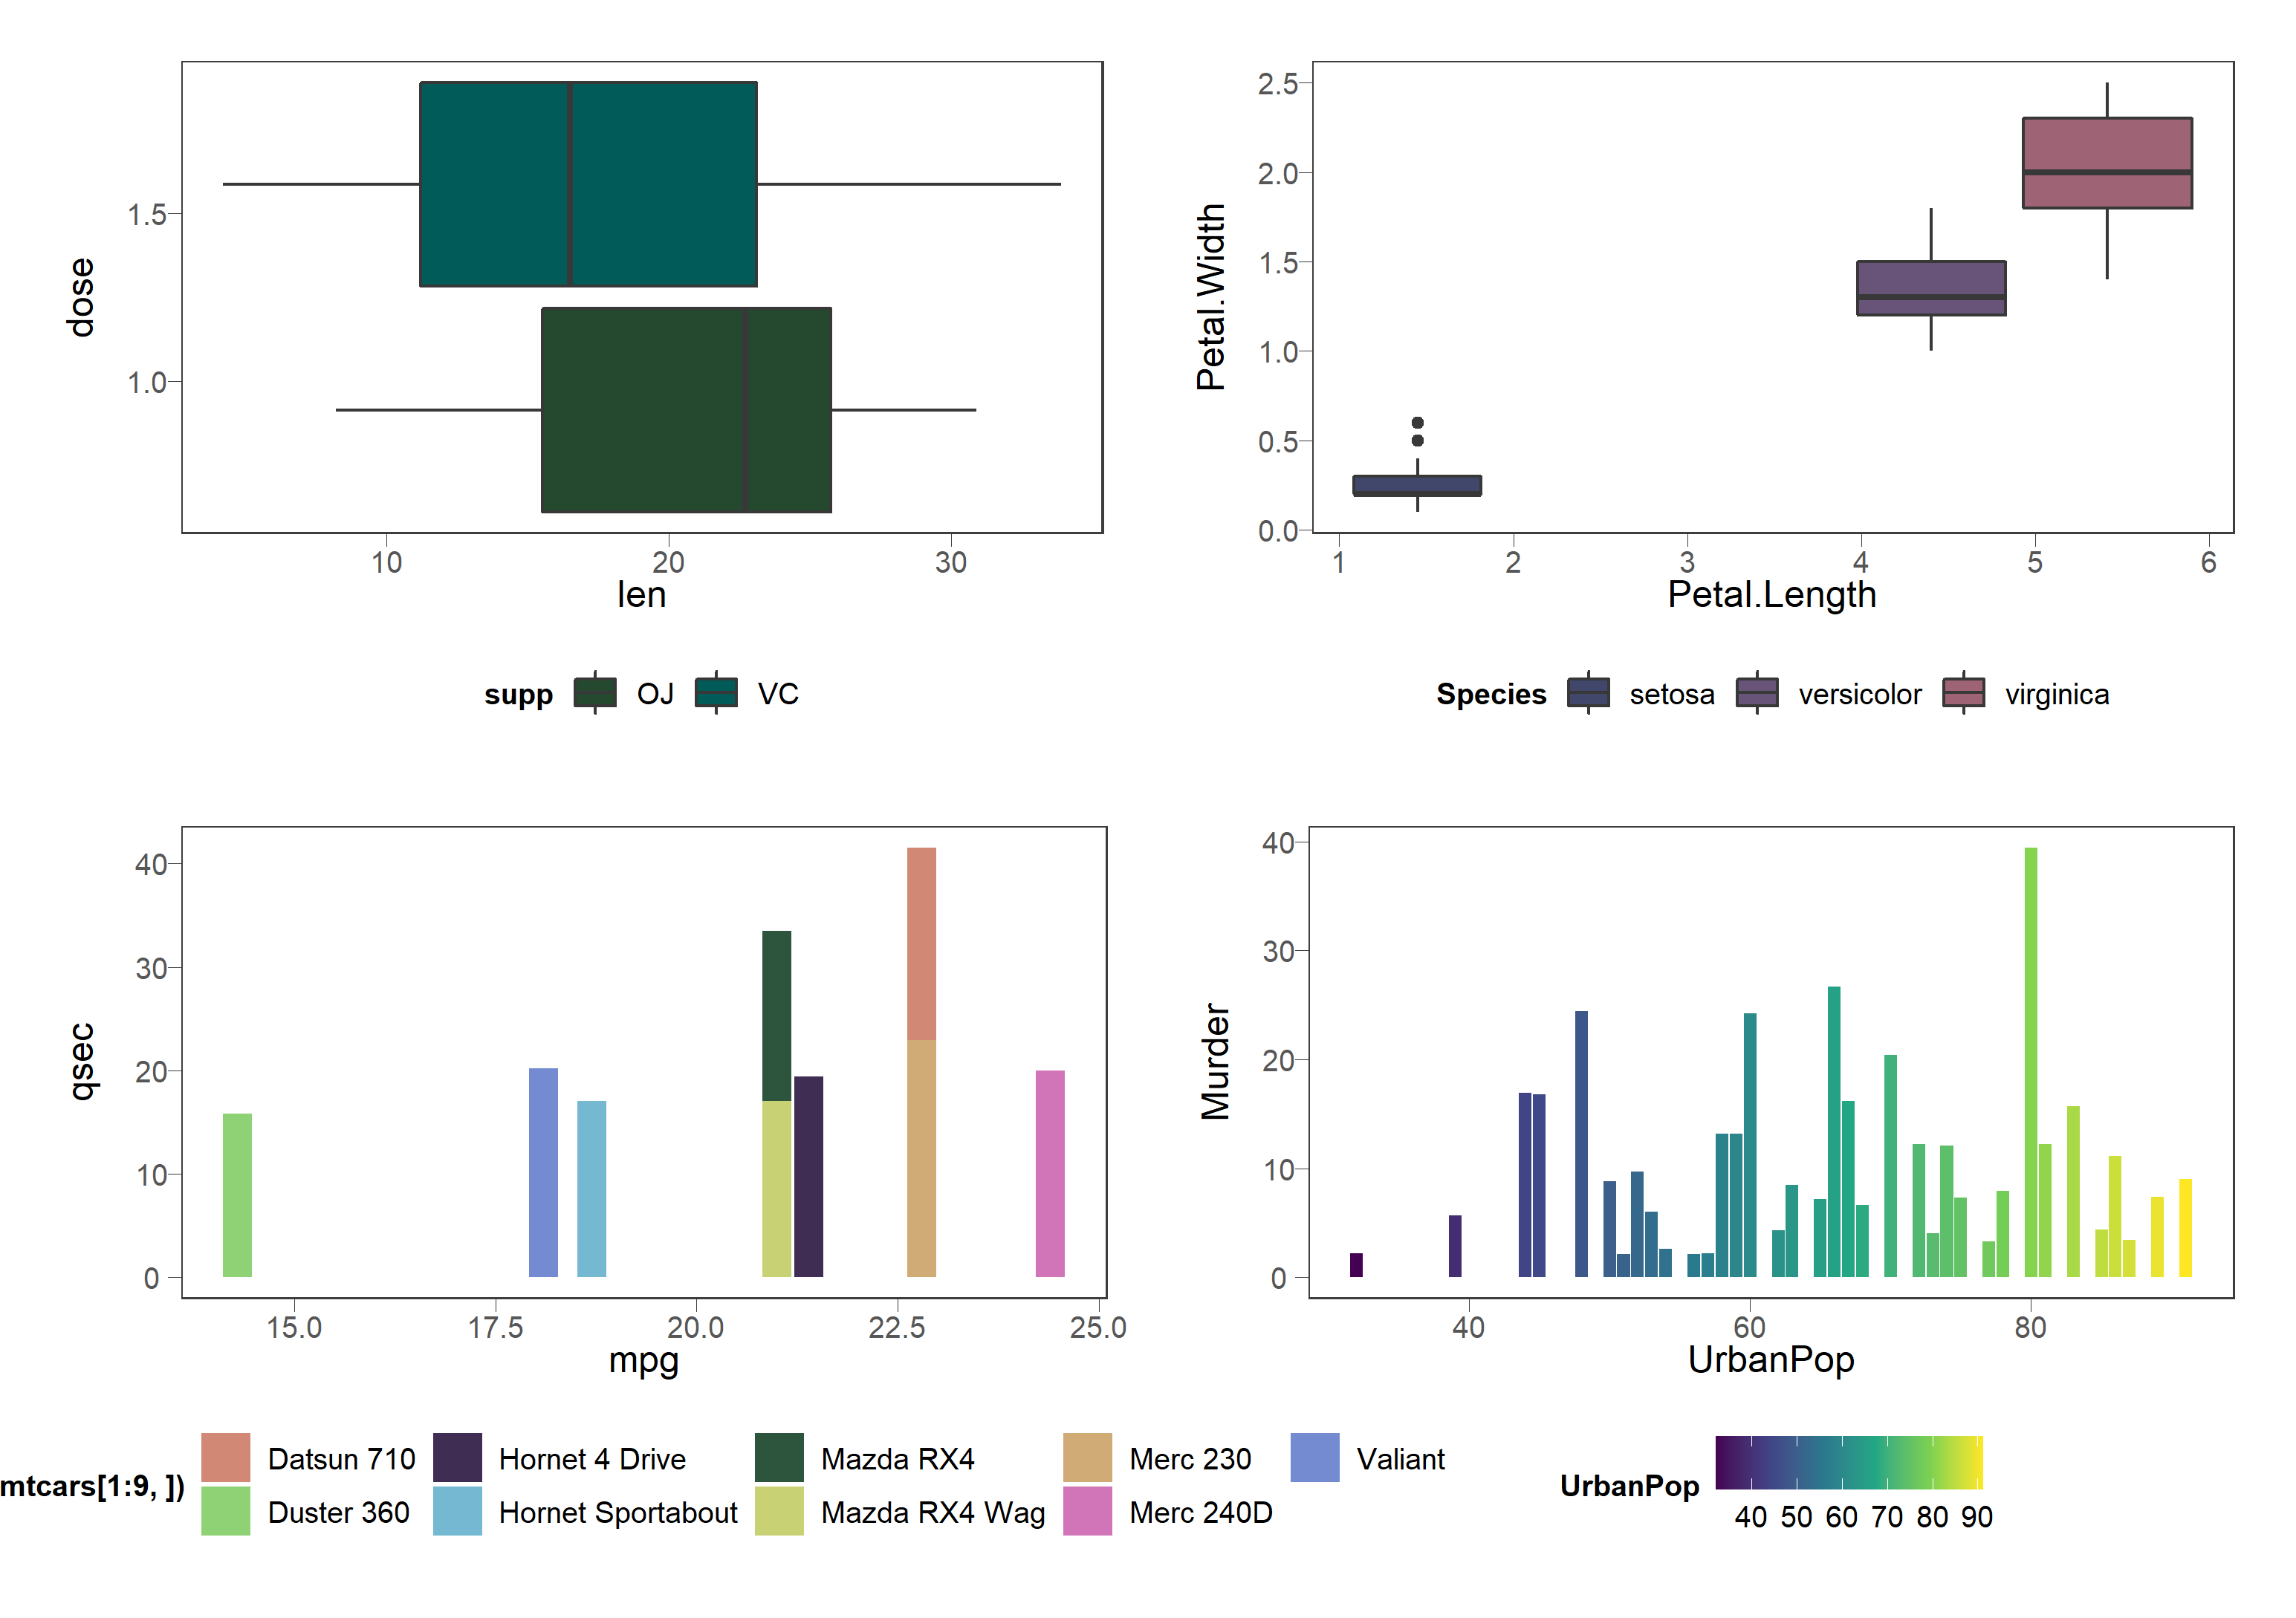 dose
1.5
1.0
10 20 30
len
supp OJ VC
Petal.Width
2.5
2.0
1.5
1.0
0.5
0.0
1 2 3 4 5 6
Petal.Length
Species setosa versicolor virginica
qsec
40
30
20
10
0
15.0 17.5 20.0 22.5 25.0
mpg
mtcars[1:9, ])
Datsun 710 Hornet 4 Drive Mazda RX4 Merc 230 Valiant
Duster 360 Hornet Sportabout Mazda RX4 Wag Merc 240D
Murder
40
30
20
10
0
40 60 80
UrbanPop
UrbanPop
40 50 60 70 80 90